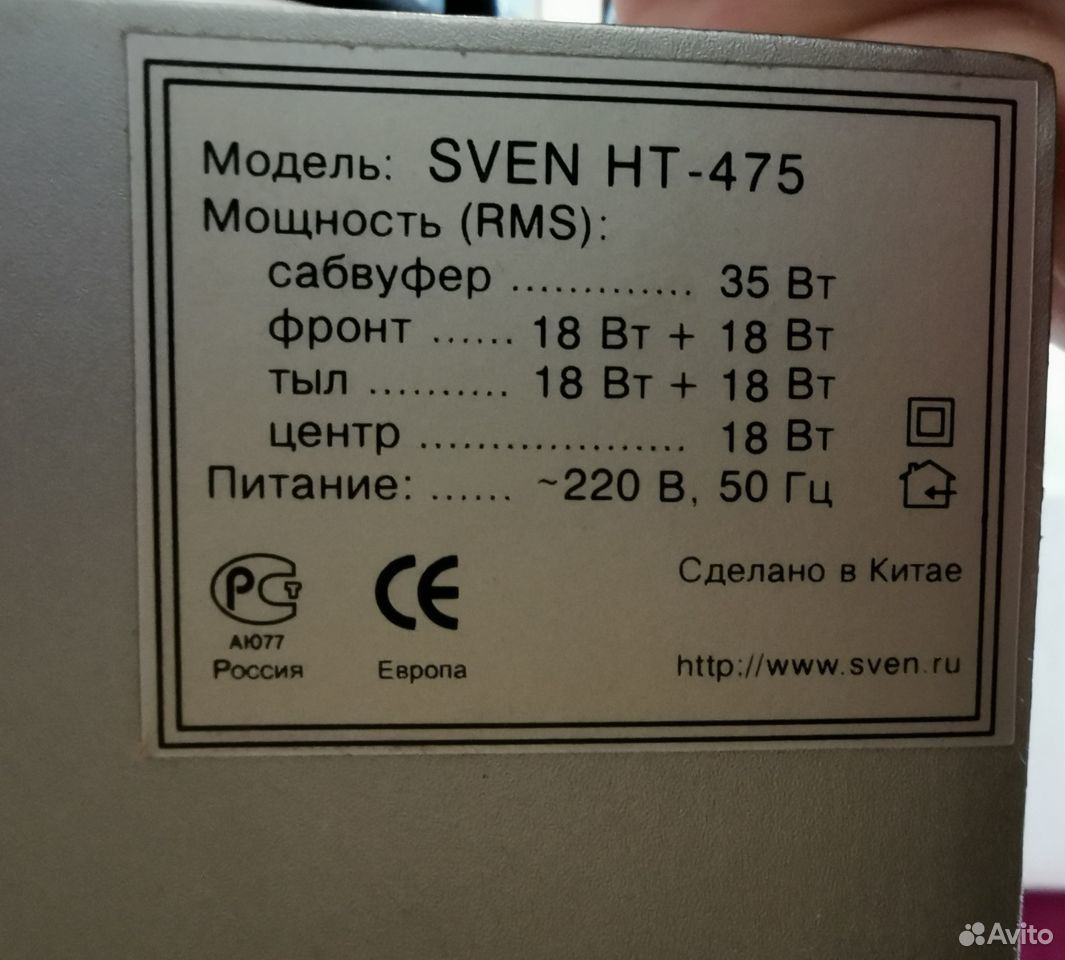 Модель: SVEN HT-475
Мощность (RMS):
сабвуфер ............. 35 Вт
фронт ...... 18 Вт + 18 Вт
тыл .......... 18 Вт + 18 Вт
центр ................... 18 Вт
Питание: ...... ~220 В, 50 Гц
РСТ
АЮ77
Россия
CE
Европа
Сделано в Китае
http://www.sven.ru
Avito